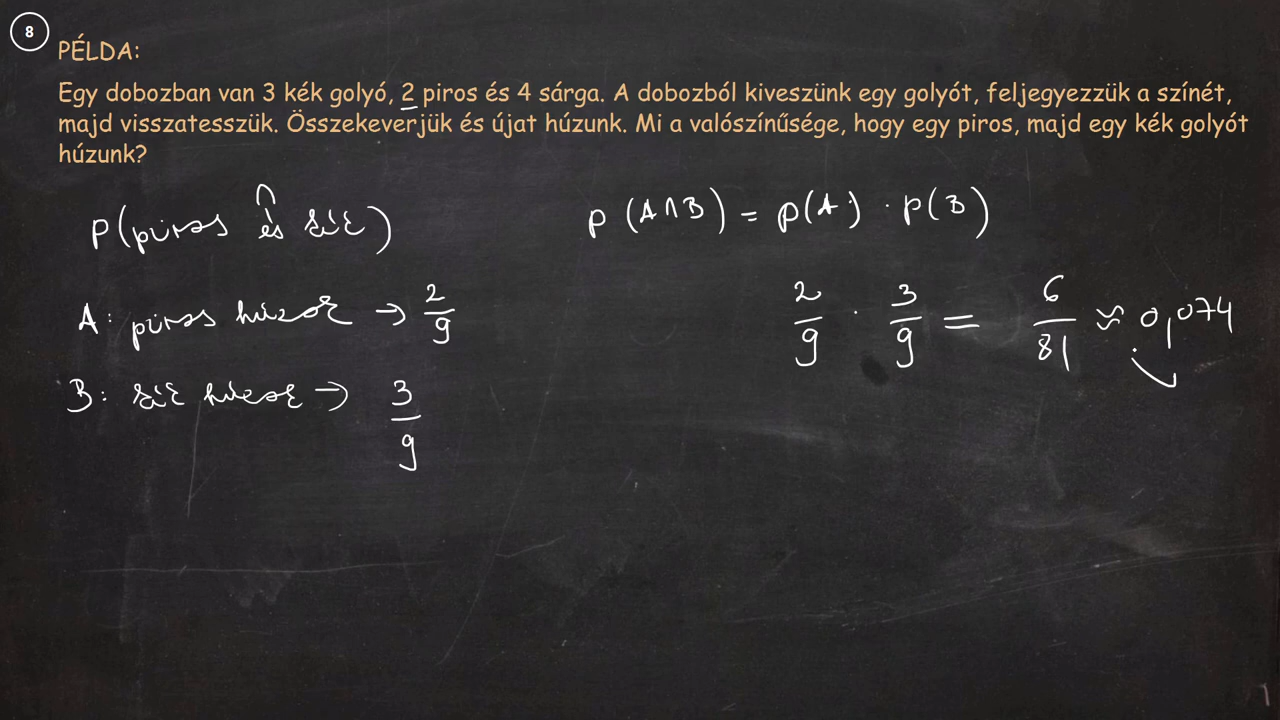 8
PÉLDA:
Egy dobozban van 3 kék golyó, 2 piros és 4 sárga. A dobozból kiveszünk egy golyót, feljegyezzük a színét,
majd visszatesszük. Összekeverjük és újat húzunk. Mi a valószínűsége, hogy egy piros, majd egy kék golyót
húzunk?
∩
P(piros és kék)
P(A∩B) = P(A) · P(B)
A: piros húzok → 2/9
2/9 · 3/9 = 6/81 ≈ 0,074
B: kék húzok → 3/9